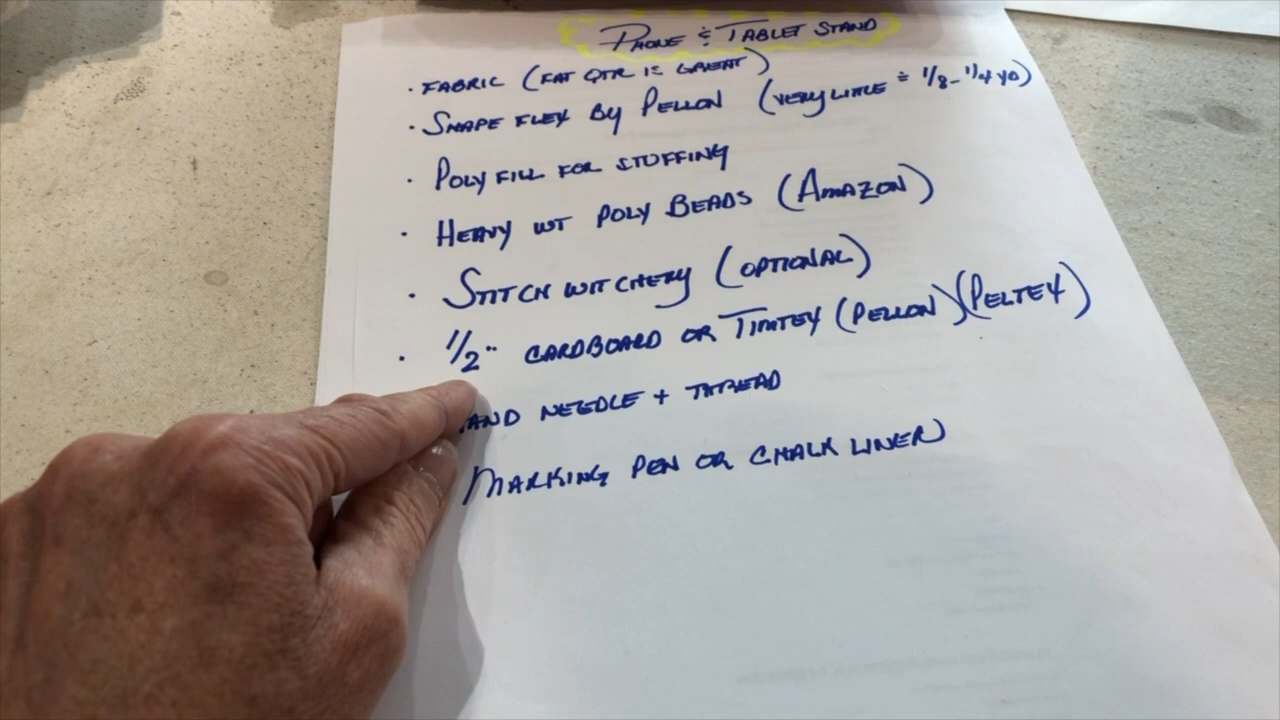 PHONE & TABLET STAND
· FABRIC (FAT QTR IS GREAT)
· SHAPE FLEX BY PELLON (VERY LITTLE ÷ 1/8 - 1/4 YD)
· POLY FILL FOR STUFFING
· HEAVY WT POLY BEADS (AMAZON)
· STITCH WITCHERY (OPTIONAL)
· 1/2" CARDBOARD OR TIMTEX (PELLON) (PELTEX)
HAND NEEDLE + THREAD
MARKING PEN OR CHALK LINER